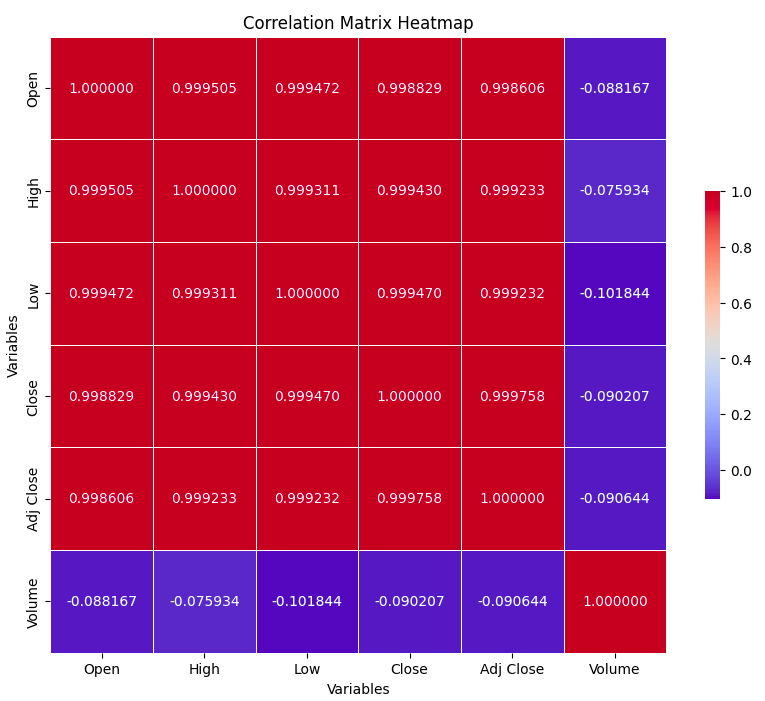 Correlation Matrix Heatmap
Open 1.000000 0.999505 0.999472 0.998829 0.998606 -0.088167
High 0.999505 1.000000 0.999311 0.999430 0.999233 -0.075934
Low 0.999472 0.999311 1.000000 0.999470 0.999232 -0.101844
Close 0.998829 0.999430 0.999470 1.000000 0.999758 -0.090207
Adj Close 0.998606 0.999233 0.999232 0.999758 1.000000 -0.090644
Volume -0.088167 -0.075934 -0.101844 -0.090207 -0.090644 1.000000
Open High Low Close Adj Close Volume
Variables
Variables
1.0
0.8
0.6
0.4
0.2
0.0